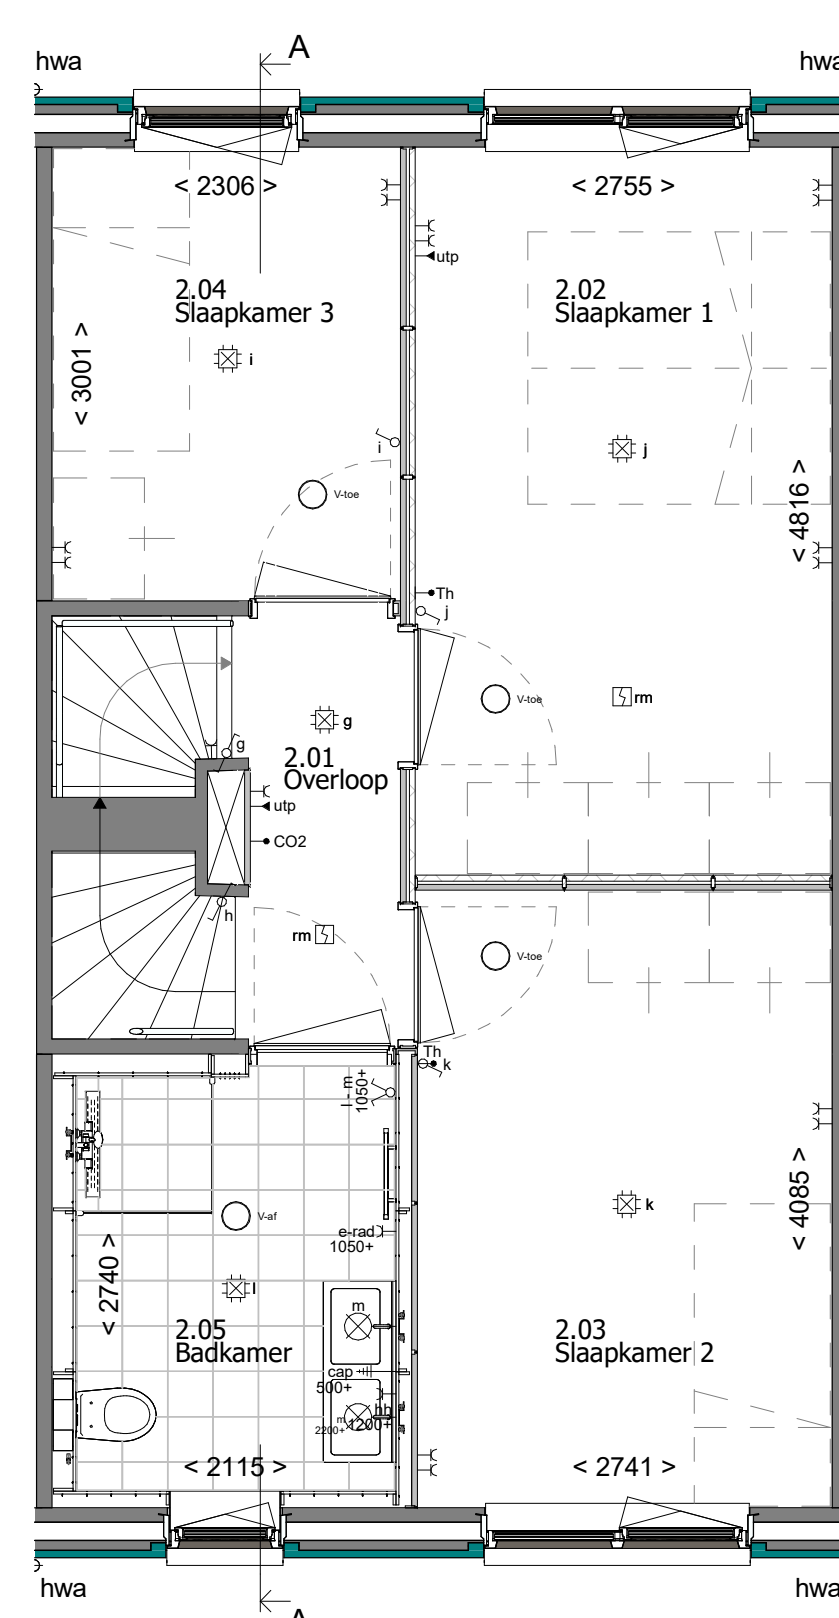 hwa
A
hwa
< 2306 >
< 2755 >
utp
2.04
Slaapkamer 3
2.02
Slaapkamer 1
< 3001 >
i
i
j
< 4816 >
V-toe
Th
j
V-toe
rm
g
g
2.01
Overloop
utp
CO2
h
rm
V-toe
Th
k
l - m
1050+
V-af
e-rad
1050+
k
< 4085 >
< 2740 >
l
m
2.05
Badkamer
2.03
Slaapkamer 2
cap
500+
hh
1200+
m
2200+
< 2115 >
< 2741 >
hwa
A
hwa